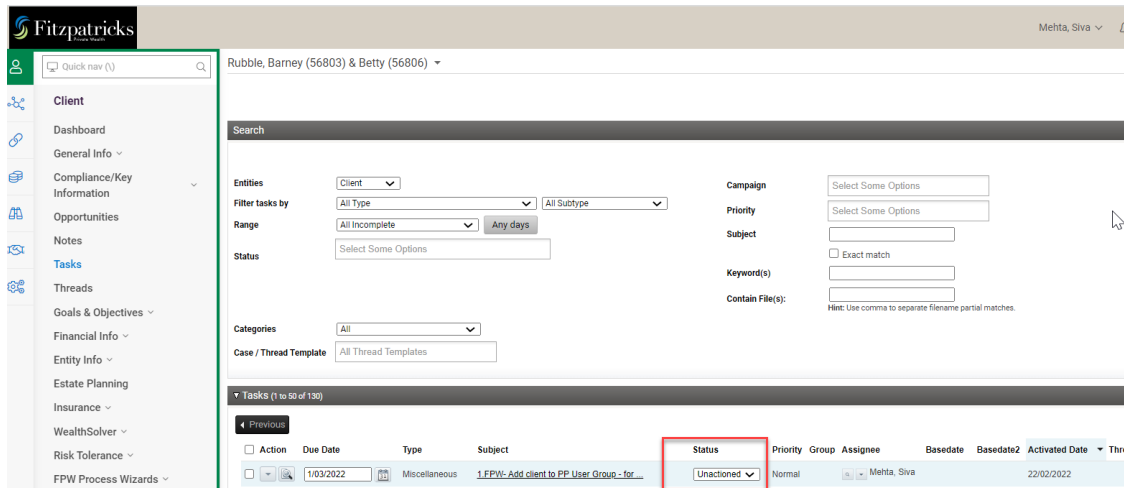 Fitzpatricks
Private Wealth
Mehta, Siva
Quick nav (\)
Rubble, Barney (56803) & Betty (56806)
Client
Dashboard
General Info
Compliance/Key
Information
Opportunities
Notes
Tasks
Threads
Goals & Objectives
Financial Info
Entity Info
Estate Planning
Insurance
WealthSolver
Risk Tolerance
FPW Process Wizards
Search
Entities Client
Filter tasks by All Type All Subtype
Range All Incomplete Any days
Status Select Some Options
Categories All
Case / Thread Template All Thread Templates
Campaign Select Some Options
Priority Select Some Options
Subject
Exact match
Keyword(s)
Contain File(s):
Hint: Use comma to separate filename partial matches.
Tasks (1 to 50 of 130)
Previous
Action Due Date Type Subject Status Priority Group Assignee Basedate Basedate2 Activated Date Thre
1/03/2022 Miscellaneous 1.FPW- Add client to PP User Group - for ... Unactioned Normal Mehta, Siva 22/02/2022